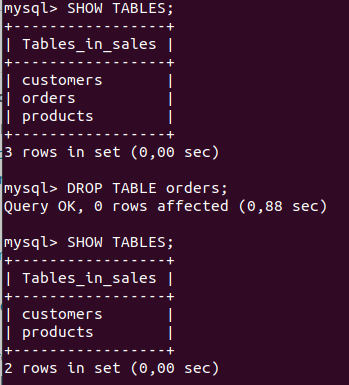 mysql> SHOW TABLES;
+-----------------+
| Tables_in_sales |
+-----------------+
| customers       |
| orders          |
| products        |
+-----------------+
3 rows in set (0,00 sec)

mysql> DROP TABLE orders;
Query OK, 0 rows affected (0,88 sec)

mysql> SHOW TABLES;
+-----------------+
| Tables_in_sales |
+-----------------+
| customers       |
| products        |
+-----------------+
2 rows in set (0,00 sec)